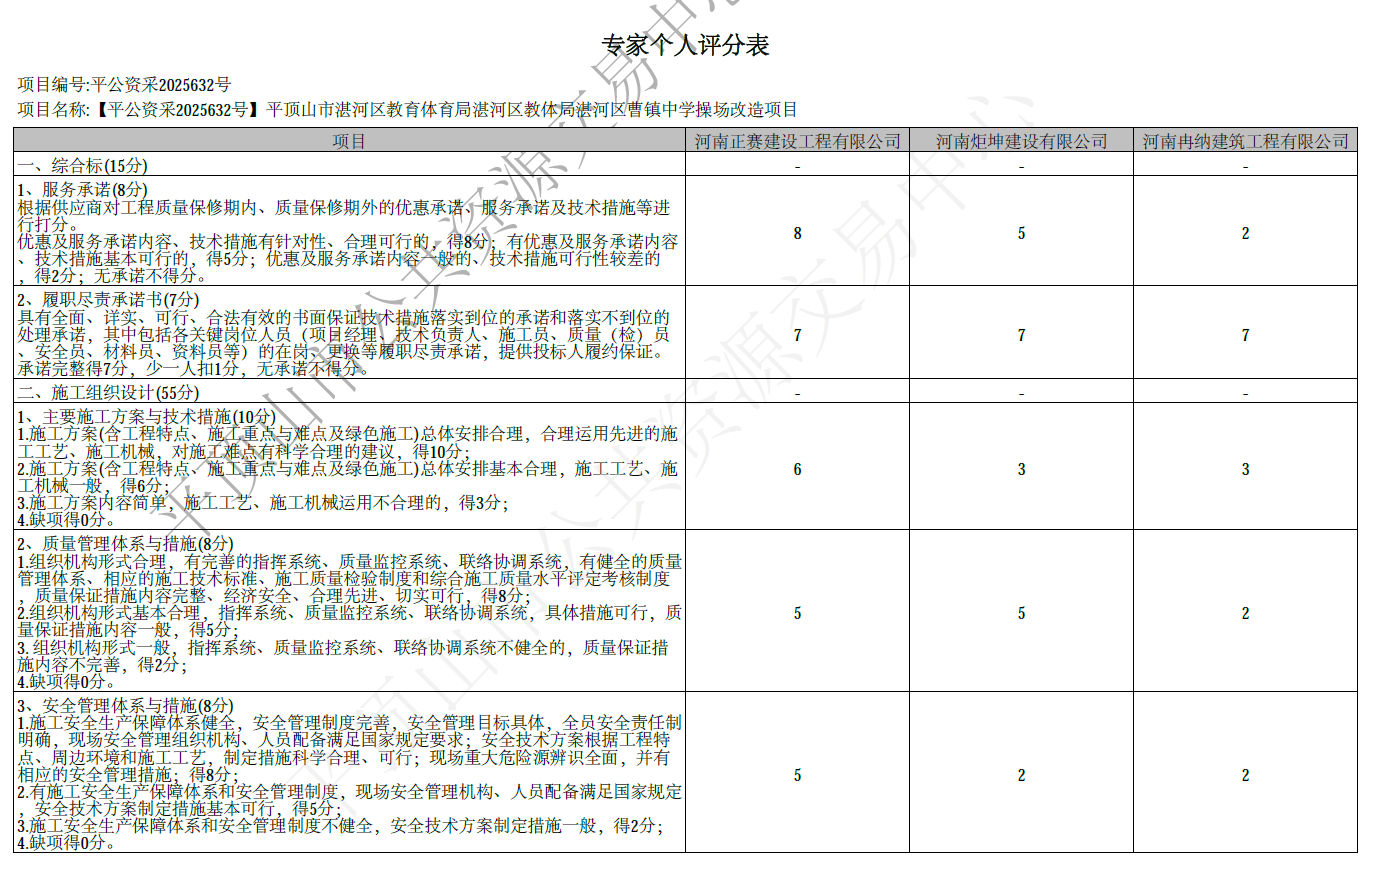 专家个人评分表
项目编号:平公资采2025632号
项目名称:【平公资采2025632号】平顶山市湛河区教育体育局湛河区教体局湛河区曹镇中学操场改造项目
项目 河南正赛建设工程有限公司 河南炬坤建设有限公司 河南冉纳建筑工程有限公司
一、综合标(15分) - - -
1、服务承诺(8分)
根据供应商对工程质量保修期内、质量保修期外的优惠承诺、服务承诺及技术措施等进
行打分。
优惠及服务承诺内容、技术措施有针对性、合理可行的，得8分；有优惠及服务承诺内容
、技术措施基本可行的，得5分；优惠及服务承诺内容一般的、技术措施可行性较差的
，得2分；无承诺不得分。
8 5 2
2、履职尽责承诺书(7分)
具有全面、详实、可行、合法有效的书面保证技术措施落实到位的承诺和落实不到位的
处理承诺，其中包括各关键岗位人员（项目经理、技术负责人、施工员、质量（检）员
、安全员、材料员、资料员等）的在岗、更换等履职尽责承诺，提供投标人履约保证。
承诺完整得7分，少一人扣1分，无承诺不得分。
7 7 7
二、施工组织设计(55分) - - -
1、主要施工方案与技术措施(10分)
1.施工方案(含工程特点、施工重点与难点及绿色施工)总体安排合理，合理运用先进的施
工工艺、施工机械，对施工难点有科学合理的建议，得10分；
2.施工方案(含工程特点、施工重点与难点及绿色施工)总体安排基本合理，施工工艺、施
工机械一般，得6分；
3.施工方案内容简单，施工工艺、施工机械运用不合理的，得3分；
4.缺项得0分。
6 3 3
2、质量管理体系与措施(8分)
1.组织机构形式合理，有完善的指挥系统、质量监控系统、联络协调系统，有健全的质量
管理体系、相应的施工技术标准、施工质量检验制度和综合施工质量水平评定考核制度
，质量保证措施内容完整、经济安全、合理先进、切实可行，得8分；
2.组织机构形式基本合理，指挥系统、质量监控系统、联络协调系统，具体措施可行，质
量保证措施内容一般，得5分；
3. 组织机构形式一般，指挥系统、质量监控系统、联络协调系统不健全的，质量保证措
施内容不完善，得2分；
4.缺项得0分。
5 5 2
3、安全管理体系与措施(8分)
1.施工安全生产保障体系健全，安全管理制度完善，安全管理目标具体，全员安全责任制
明确，现场安全管理组织机构、人员配备满足国家规定要求；安全技术方案根据工程特
点、周边环境和施工工艺，制定措施科学合理、可行；现场重大危险源辨识全面，并有
相应的安全管理措施；得8分；
2.有施工安全生产保障体系和安全管理制度，现场安全管理机构、人员配备满足国家规定
，安全技术方案制定措施基本可行，得5分；
3.施工安全生产保障体系和安全管理制度不健全，安全技术方案制定措施一般，得2分；
4.缺项得0分。
5 2 2
平顶山市公共资源交易中心
平顶山市公共资源交易中心